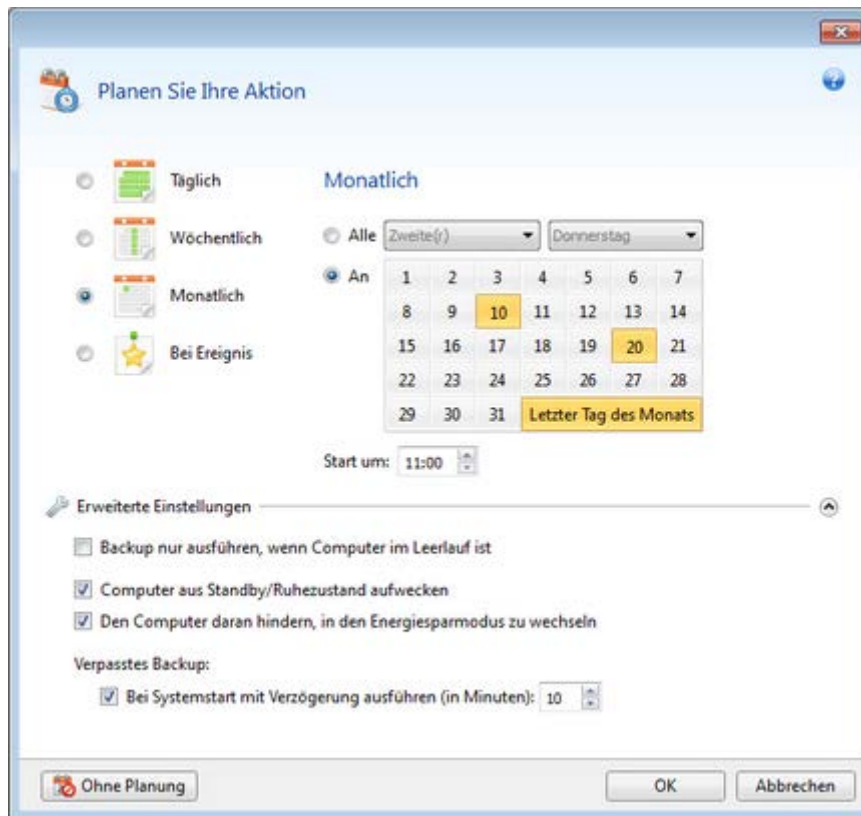 Planen Sie Ihre Aktion
Täglich
Wöchentlich
Monatlich
Bei Ereignis
Monatlich
Alle Zweite(r) Donnerstag
An 1 2 3 4 5 6 7
8 9 10 11 12 13 14
15 16 17 18 19 20 21
22 23 24 25 26 27 28
29 30 31 Letzter Tag des Monats
Start um: 11:00
Erweiterte Einstellungen
Backup nur ausführen, wenn Computer im Leerlauf ist
Computer aus Standby/Ruhezustand aufwecken
Den Computer daran hindern, in den Energiesparmodus zu wechseln
Verpasstes Backup:
Bei Systemstart mit Verzögerung ausführen (in Minuten): 10
Ohne Planung OK Abbrechen